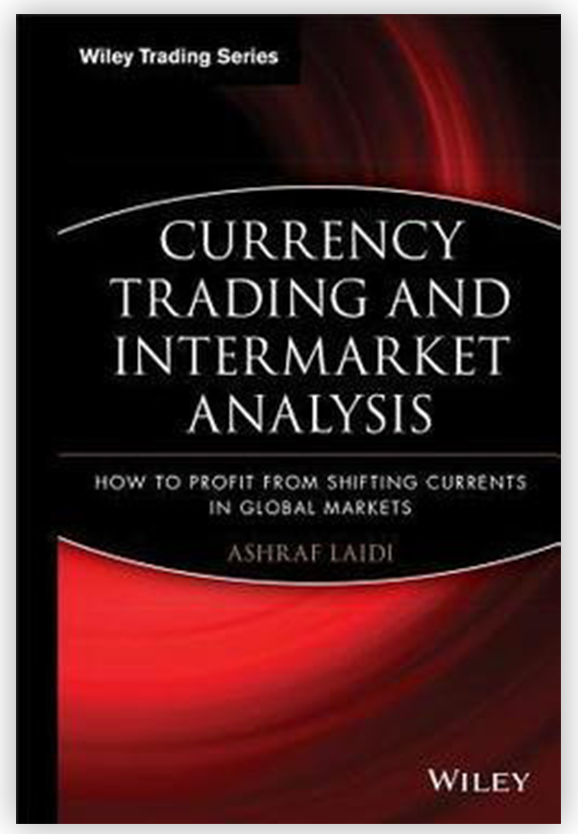 Wiley Trading Series
CURRENCY
TRADING AND
INTERMARKET
ANALYSIS
HOW TO PROFIT FROM SHIFTING CURRENTS
IN GLOBAL MARKETS
ASHRAF LAIDI
WILEY